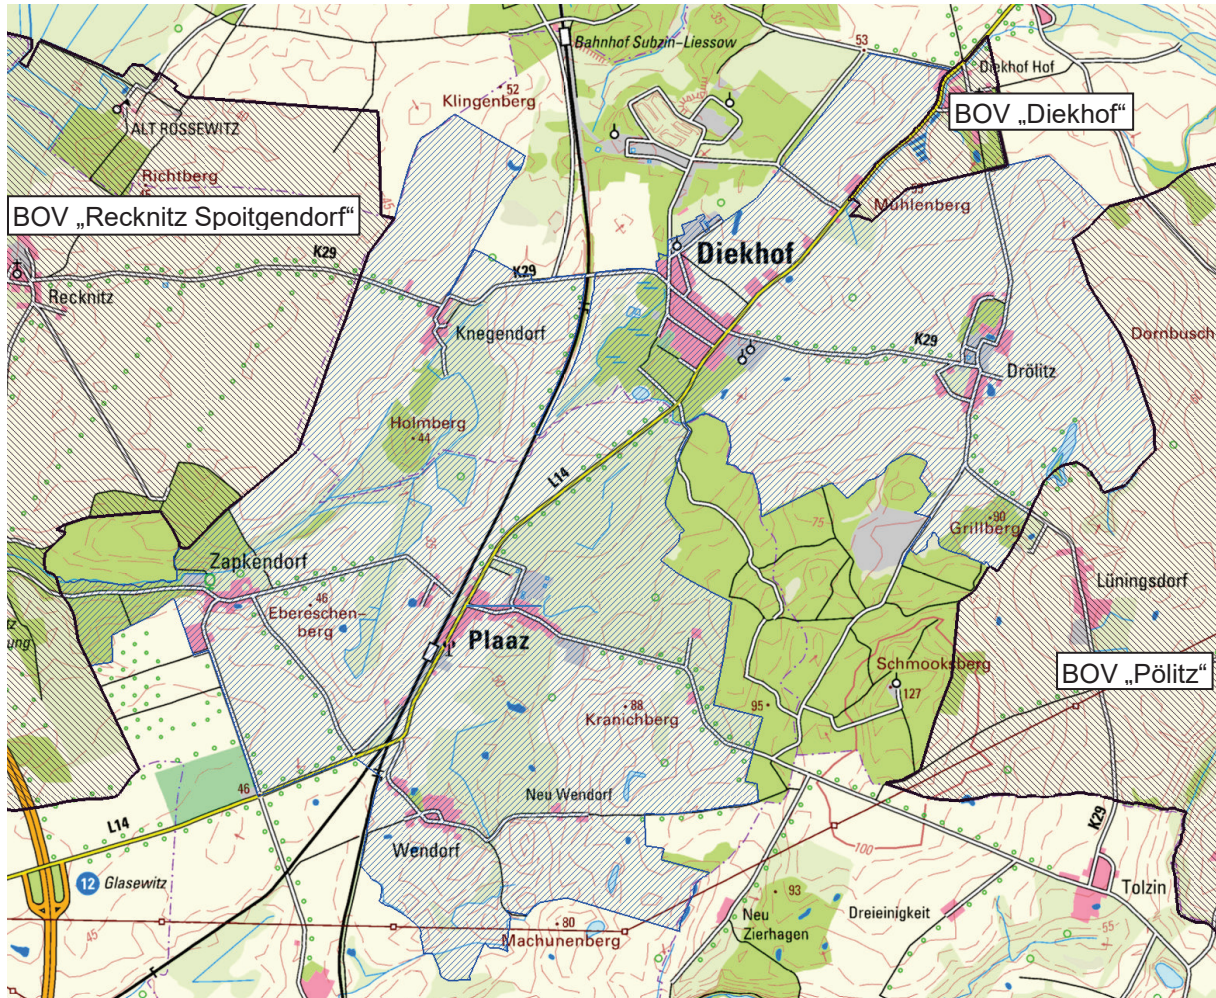 Bahnhof Subzin-Liessow
53
Diekhof Hof
52
Klingenberg
BOV „Diekhof“
ALT ROSSEWITZ
Richtberg
45
BOV „Recknitz Spoitgendorf“
Mühlenberg
Diekhof
K29
K29
Recknitz
Knegendorf
K29
Dornbusch
Drölitz
Holmberg
44
L14
75
90
Grillberg
Zapkendorf
Lüningsdorf
46
Ebereschen-
berg
Plaaz
Schmooksberg
127
BOV „Pölitz“
88
Kranichberg
95
46
Neu Wendorf
L14
Wendorf
K29
100
12
Glasewitz
93
Tolzin
Neu
Zierhagen
Dreieinigkeit
80
Machunenberg
45
55